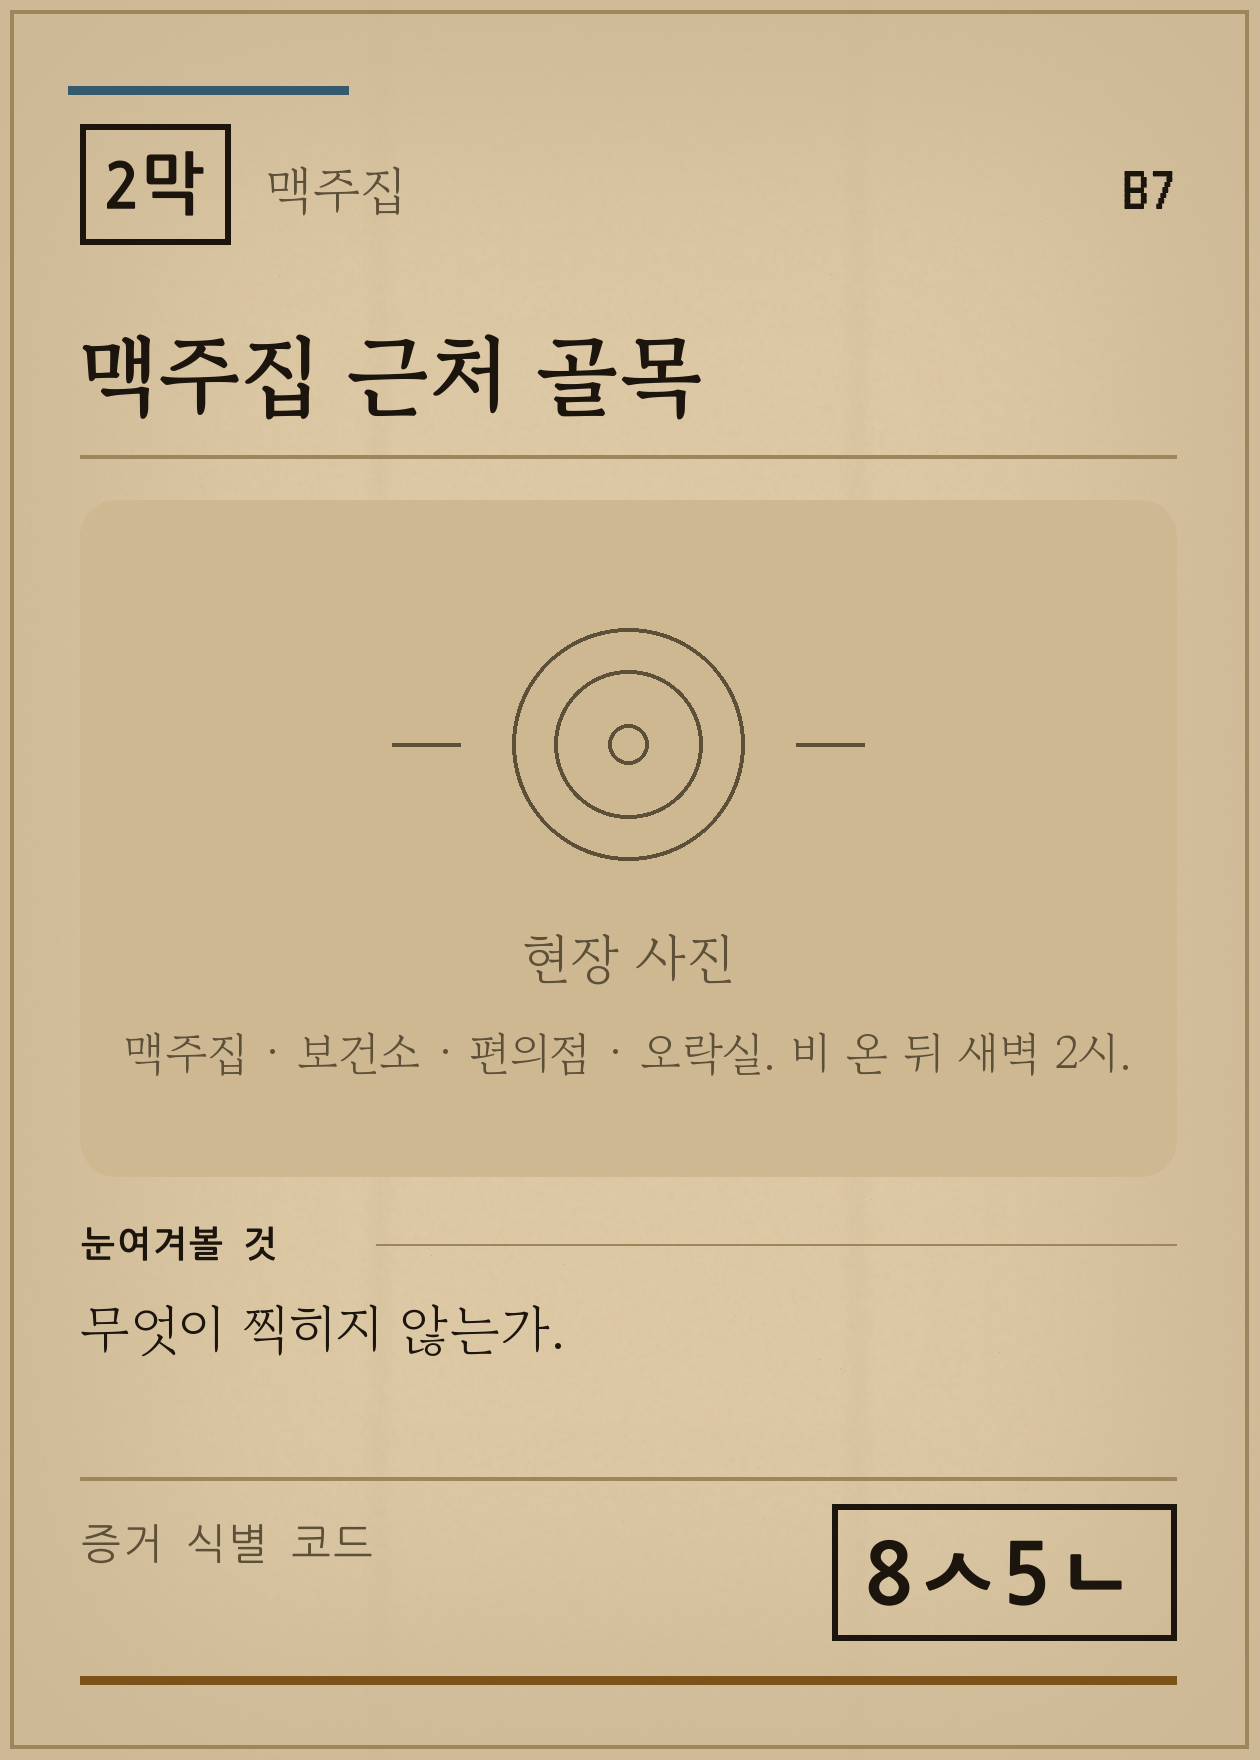 2막 맥주집 B7
맥주집 근처 골목
현장 사진
맥주집 · 보건소 · 편의점 · 오락실. 비 온 뒤 새벽 2시.
눈여겨볼 것
무엇이 찍히지 않는가.
증거 식별 코드 8ㅅ5ㄴ